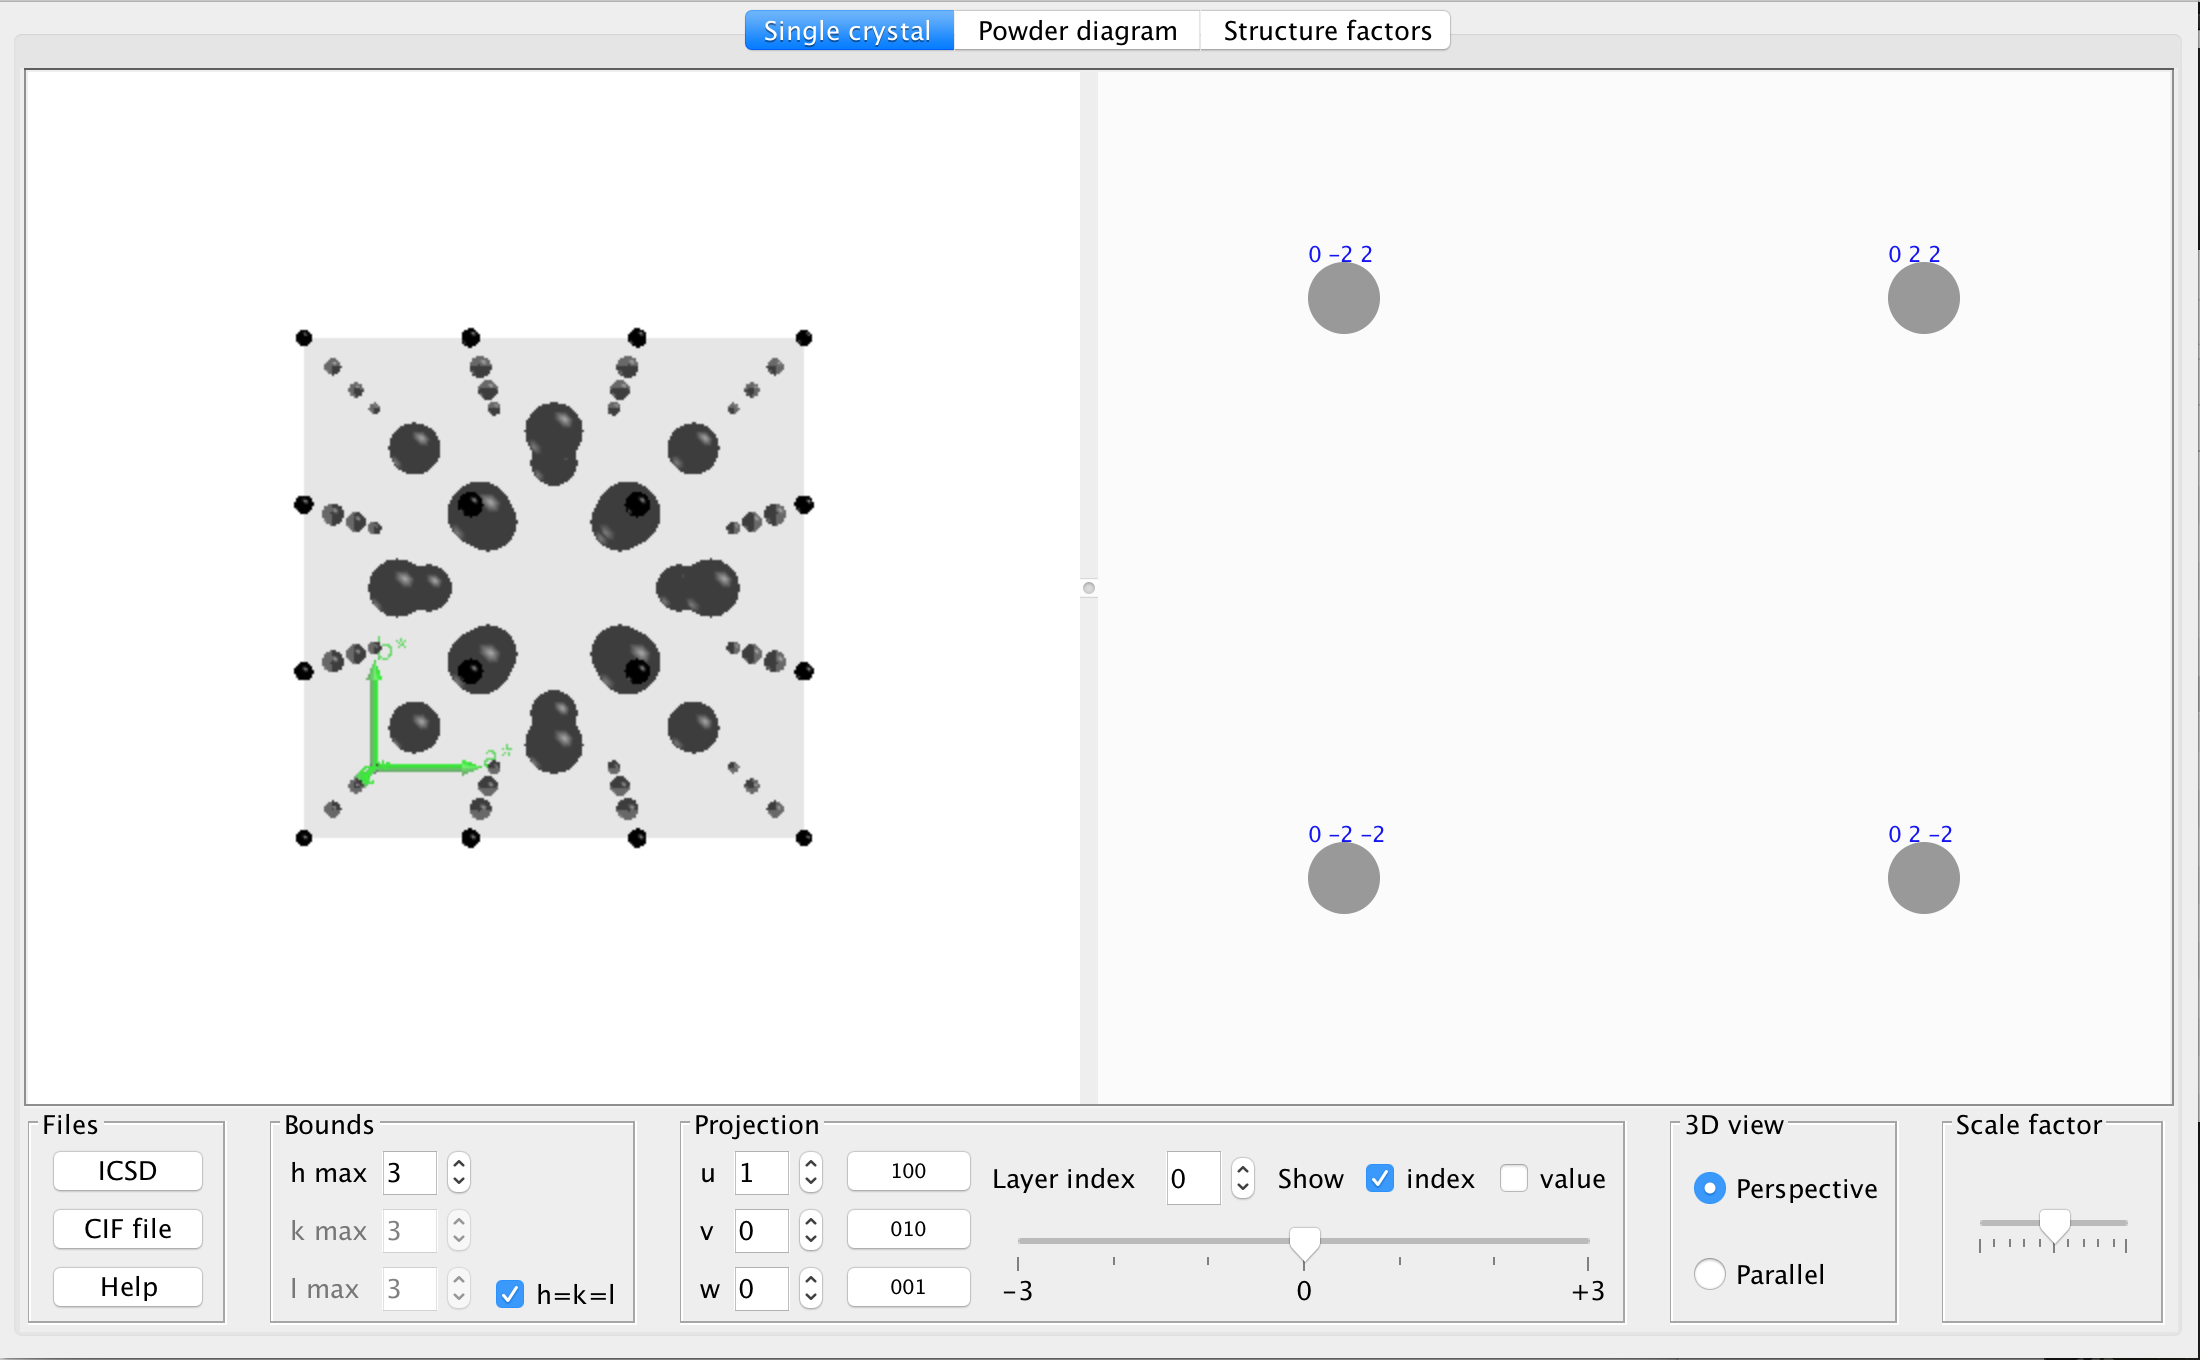 Single crystal Powder diagram Structure factors
0 -2 2 0 2 2
b*
a*
0 -2 -2 0 2 -2
Files Bounds Projection 3D view Scale factor
ICSD h max 3 u 1 100 Layer index 0 Show index value Perspective
CIF file k max 3 v 0 010
Help l max 3 h=k=l w 0 001 -3 0 +3 Parallel